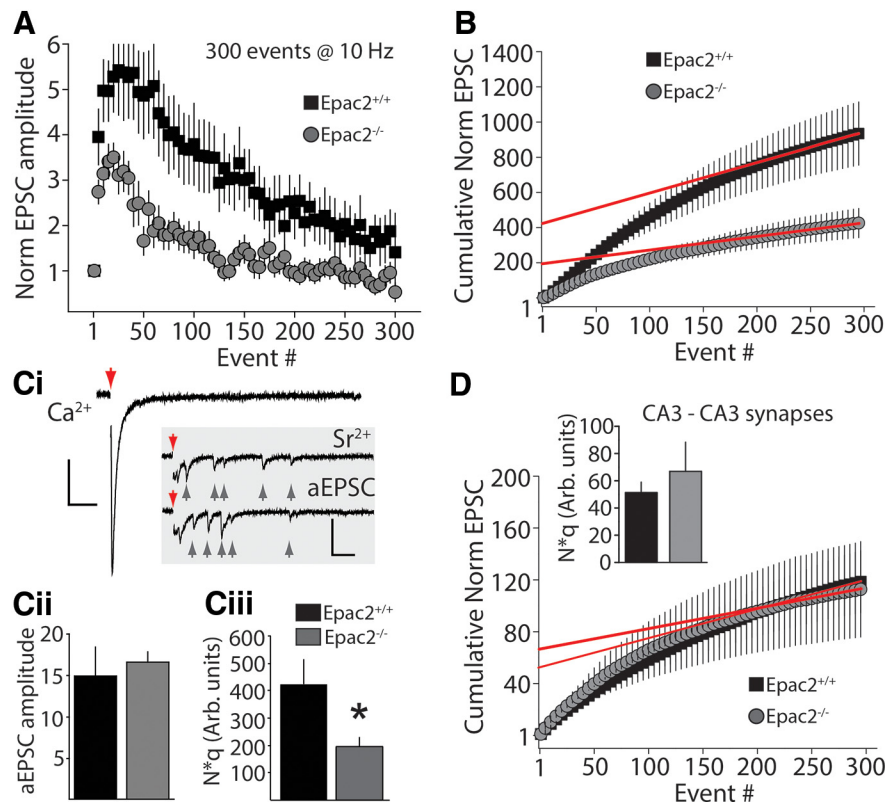 A
300 events @ 10 Hz
Norm EPSC amplitude
6
5
4
3
2
1
Epac2+/+
Epac2-/-
1
50
100
150
200
250
300
Event #
B
Cumulative Norm EPSC
1400
1200
1000
800
600
400
200
1
Epac2+/+
Epac2-/-
1
50
100
150
200
250
300
Event #
Ci
Ca2+
Sr2+
aEPSC
Cii
aEPSC amplitude
20
15
10
5
Ciii
Epac2+/+
Epac2-/-
N*q (Arb. units)
600
500
400
300
200
100
*
D
CA3 - CA3 synapses
N*q (Arb. units)
100
80
60
40
20
0
Cumulative Norm EPSC
200
160
120
80
40
1
Epac2+/+
Epac2-/-
1
50
100
150
200
250
300
Event #